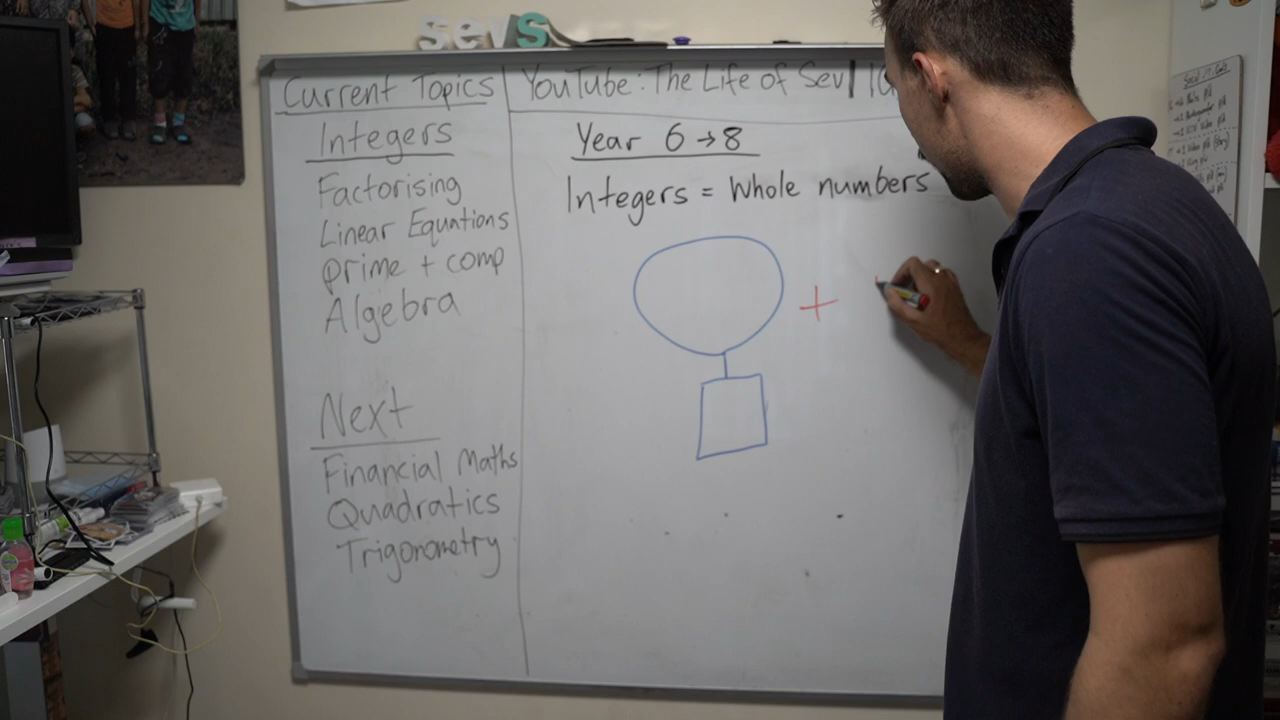 sevs
Current Topics
Integers
Factorising
Linear Equations
prime + comp
Algebra
Next
Financial Maths
Quadratics
Trigonometry
YouTube: The Life of Sev
Year 6 → 8
Integers = Whole numbers
+